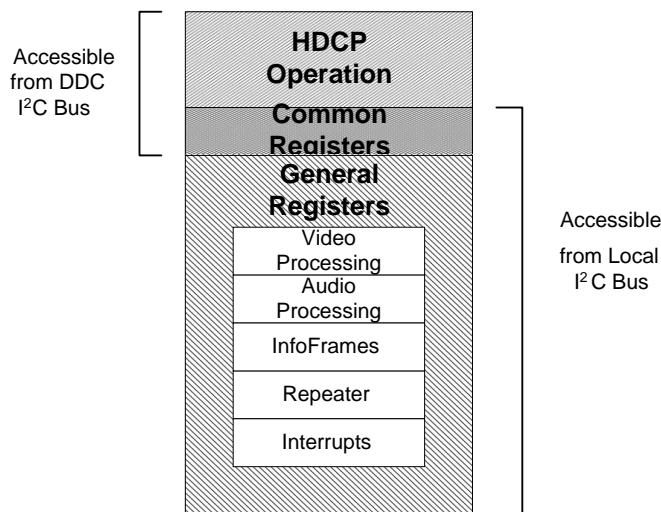 Accessible
from DDC
I²C Bus
HDCP
Operation
Common
Registers
General
Registers
Video
Processing
Audio
Processing
InfoFrames
Repeater
Interrupts
Accessible
from Local
I² C Bus